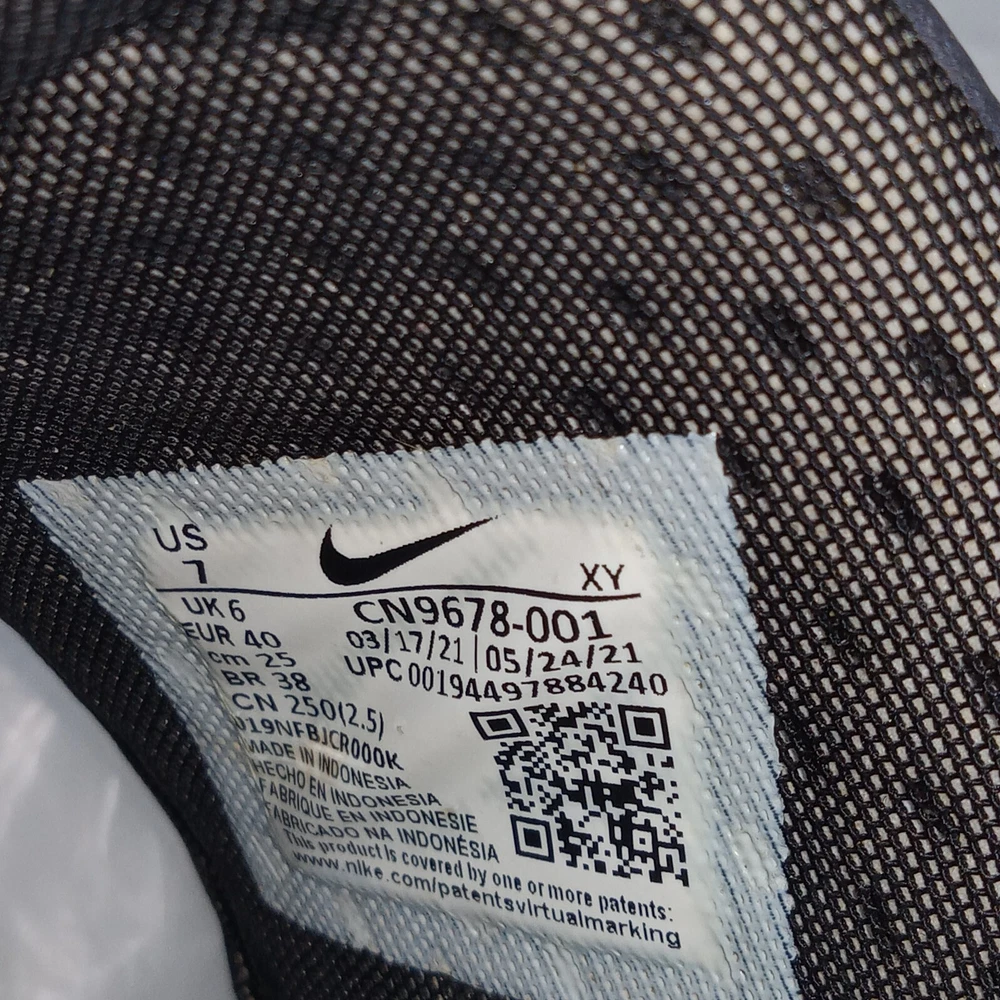 US
7
XY
UK 6
CN9678-001
EUR 40
03/17/21 | 05/24/21
cm 25
UPC 00194497884240
BR 38
CN 250(2.5)
019NFBJCR000K
MADE IN INDONESIA
HECHO EN INDONESIA
FABRIQUE EN INDONESIE
FABRICADO NA INDONÉSIA
This product is covered by one or more patents:
www.nike.com/patentsvirtualmarking